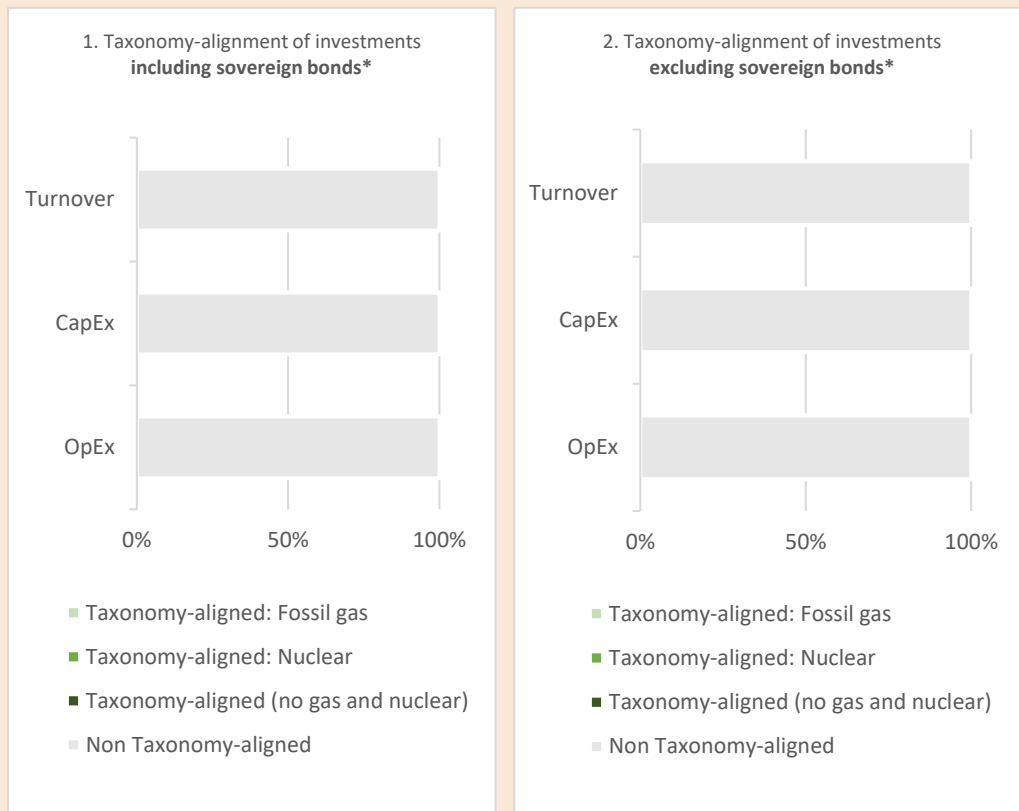 1. Taxonomy-alignment of investments
including sovereign bonds*
Turnover
CapEx
OpEx
0% 50% 100%
Taxonomy-aligned: Fossil gas
Taxonomy-aligned: Nuclear
Taxonomy-aligned (no gas and nuclear)
Non Taxonomy-aligned
2. Taxonomy-alignment of investments
excluding sovereign bonds*
Turnover
CapEx
OpEx
0% 50% 100%
Taxonomy-aligned: Fossil gas
Taxonomy-aligned: Nuclear
Taxonomy-aligned (no gas and nuclear)
Non Taxonomy-aligned